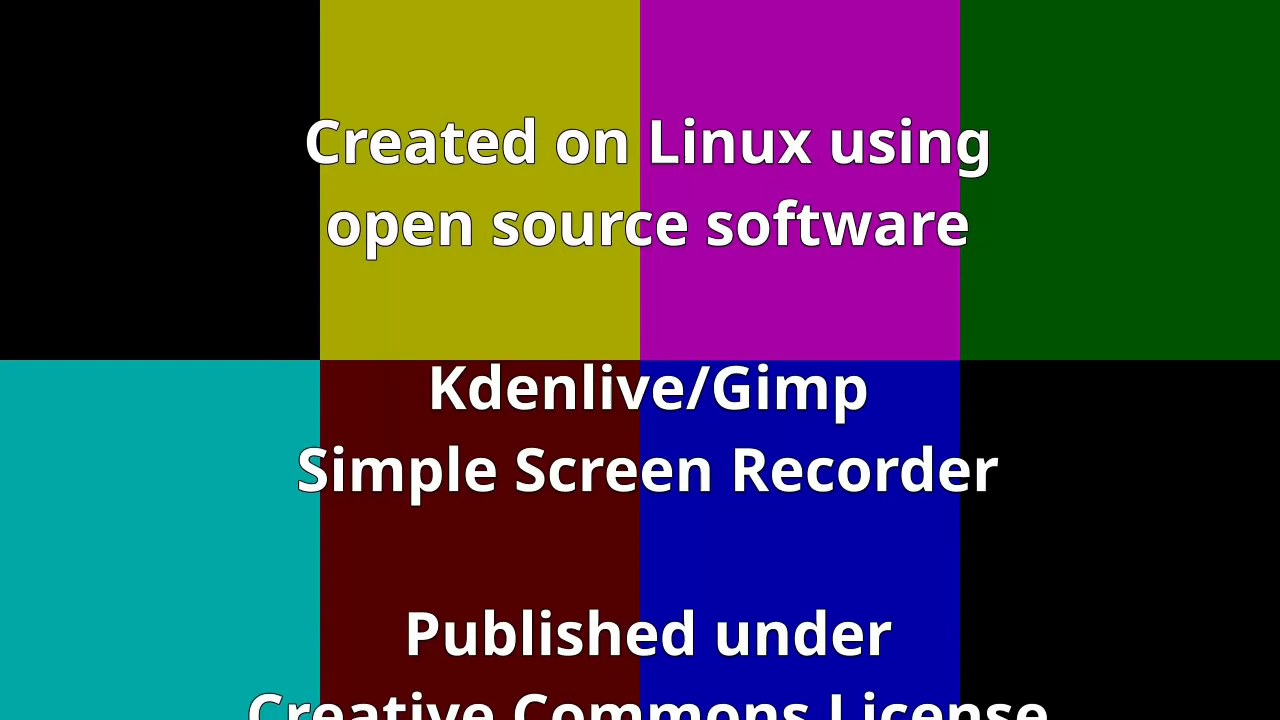 Created on Linux using
open source software
Kdenlive/Gimp
Simple Screen Recorder
Published under
Creative Commons License